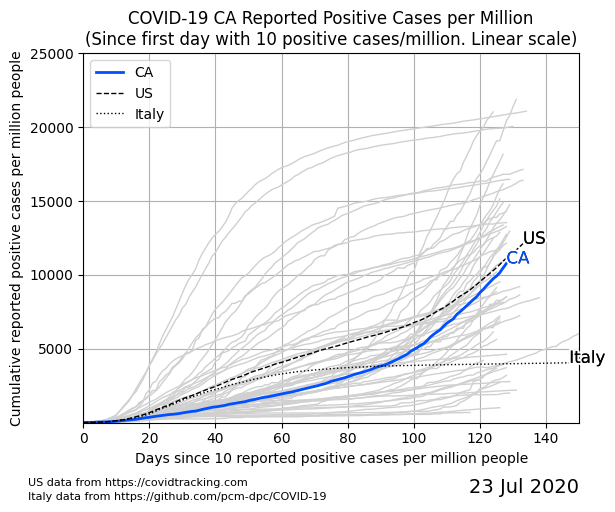 COVID-19 CA Reported Positive Cases per Million
(Since first day with 10 positive cases/million. Linear scale)
Cumulative reported positive cases per million people
25000
20000
15000
10000
5000
CA
US
Italy
US
CA
Italy
0 20 40 60 80 100 120 140
Days since 10 reported positive cases per million people
US data from https://covidtracking.com
Italy data from https://github.com/pcm-dpc/COVID-19
23 Jul 2020